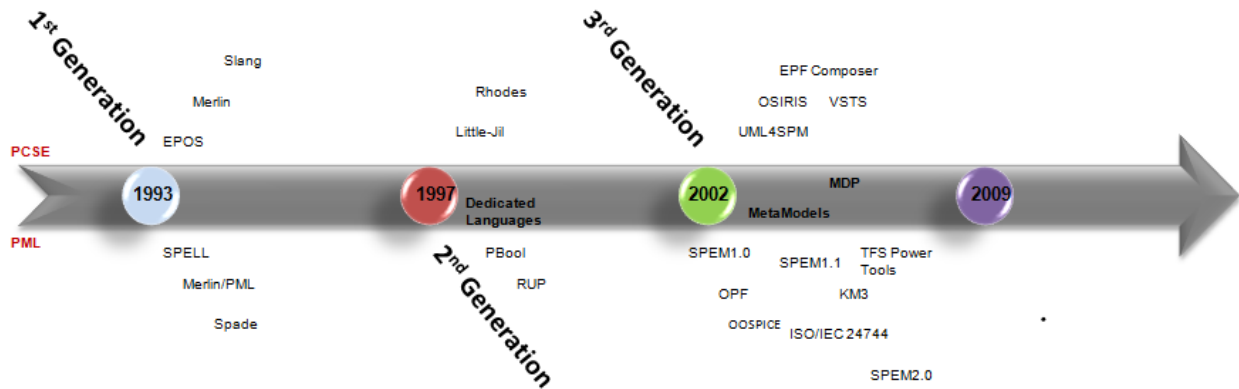 1st Generation
3rd Generation
Slang
EPF Composer
Rhodes
Merlin
OSIRIS VSTS
Little-Jil
UML4SPM
EPOS
PCSE
1993
1997
2002
MDP
2009
Dedicated
Languages
MetaModels
PML
SPELL
PBool
SPEM1.0
SPEM1.1
TFS Power
Tools
Merlin/PML
RUP
OPF
KM3
Spade
OOSPICE
ISO/IEC 24744
2nd Generation
SPEM2.0